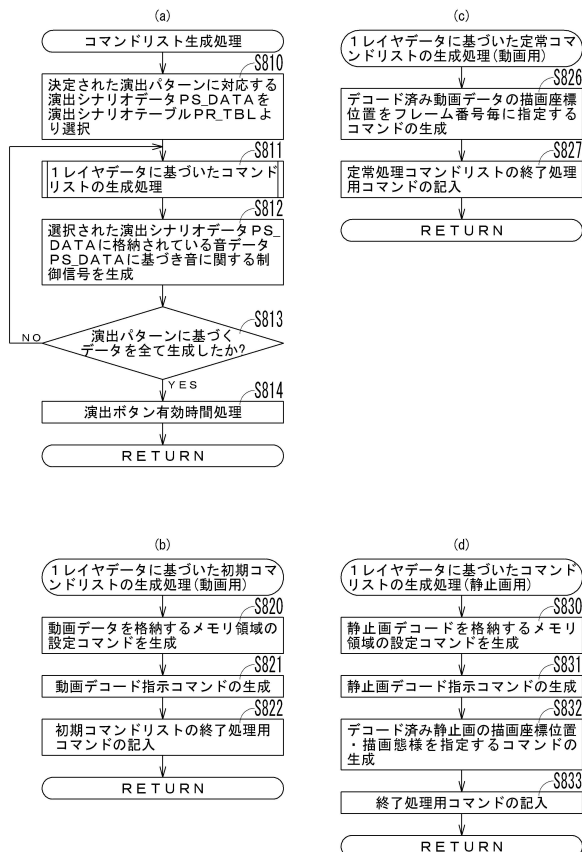 (a)
コマンドリスト生成処理
S810
決定された演出パターンに対応する
演出シナリオデータPS_DATAを
演出シナリオテーブルPR_TBLよ
り選択
S811
1レイヤデータに基づいたコマンド
リストの生成処理
S812
選択された演出シナリオデータPS_
DATAに格納されている音データ
PS_DATAに基づき音に関する制
御信号を生成
S813
演出パターンに基づく
データを全て生成したか?
NO
YES
S814
演出ボタン有効時間処理
RETURN
(c)
1レイヤデータに基づいた定常コマ
ンドリストの生成処理(動画用)
S826
デコード済み動画データの描画座標
位置をフレーム番号毎に指定する
コマンドの生成
S827
定常処理コマンドリストの終了処理
用コマンドの記入
RETURN
(b)
1レイヤデータに基づいた初期コマ
ンドリストの生成処理(動画用)
S820
動画データを格納するメモリ領域の
設定コマンドを生成
S821
動画デコード指示コマンドの生成
S822
初期コマンドリストの終了処理用
コマンドの記入
RETURN
(d)
1レイヤデータに基づいたコマンド
リストの生成処理(静止画用)
S830
静止画デコードを格納するメモリ
領域の設定コマンドを生成
S831
静止画デコード指示コマンドの生成
S832
デコード済み静止画の描画座標位置
・描画態様を指定するコマンドの
生成
S833
終了処理用コマンドの記入
RETURN